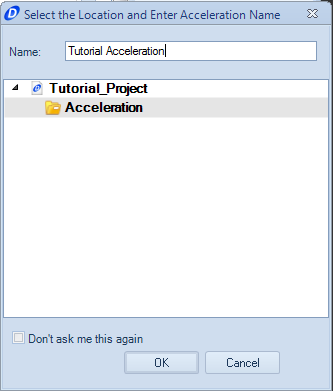 Select the Location and Enter Acceleration Name
Name: Tutorial Acceleration
Tutorial_Project
Acceleration
Don't ask me this again
OK Cancel